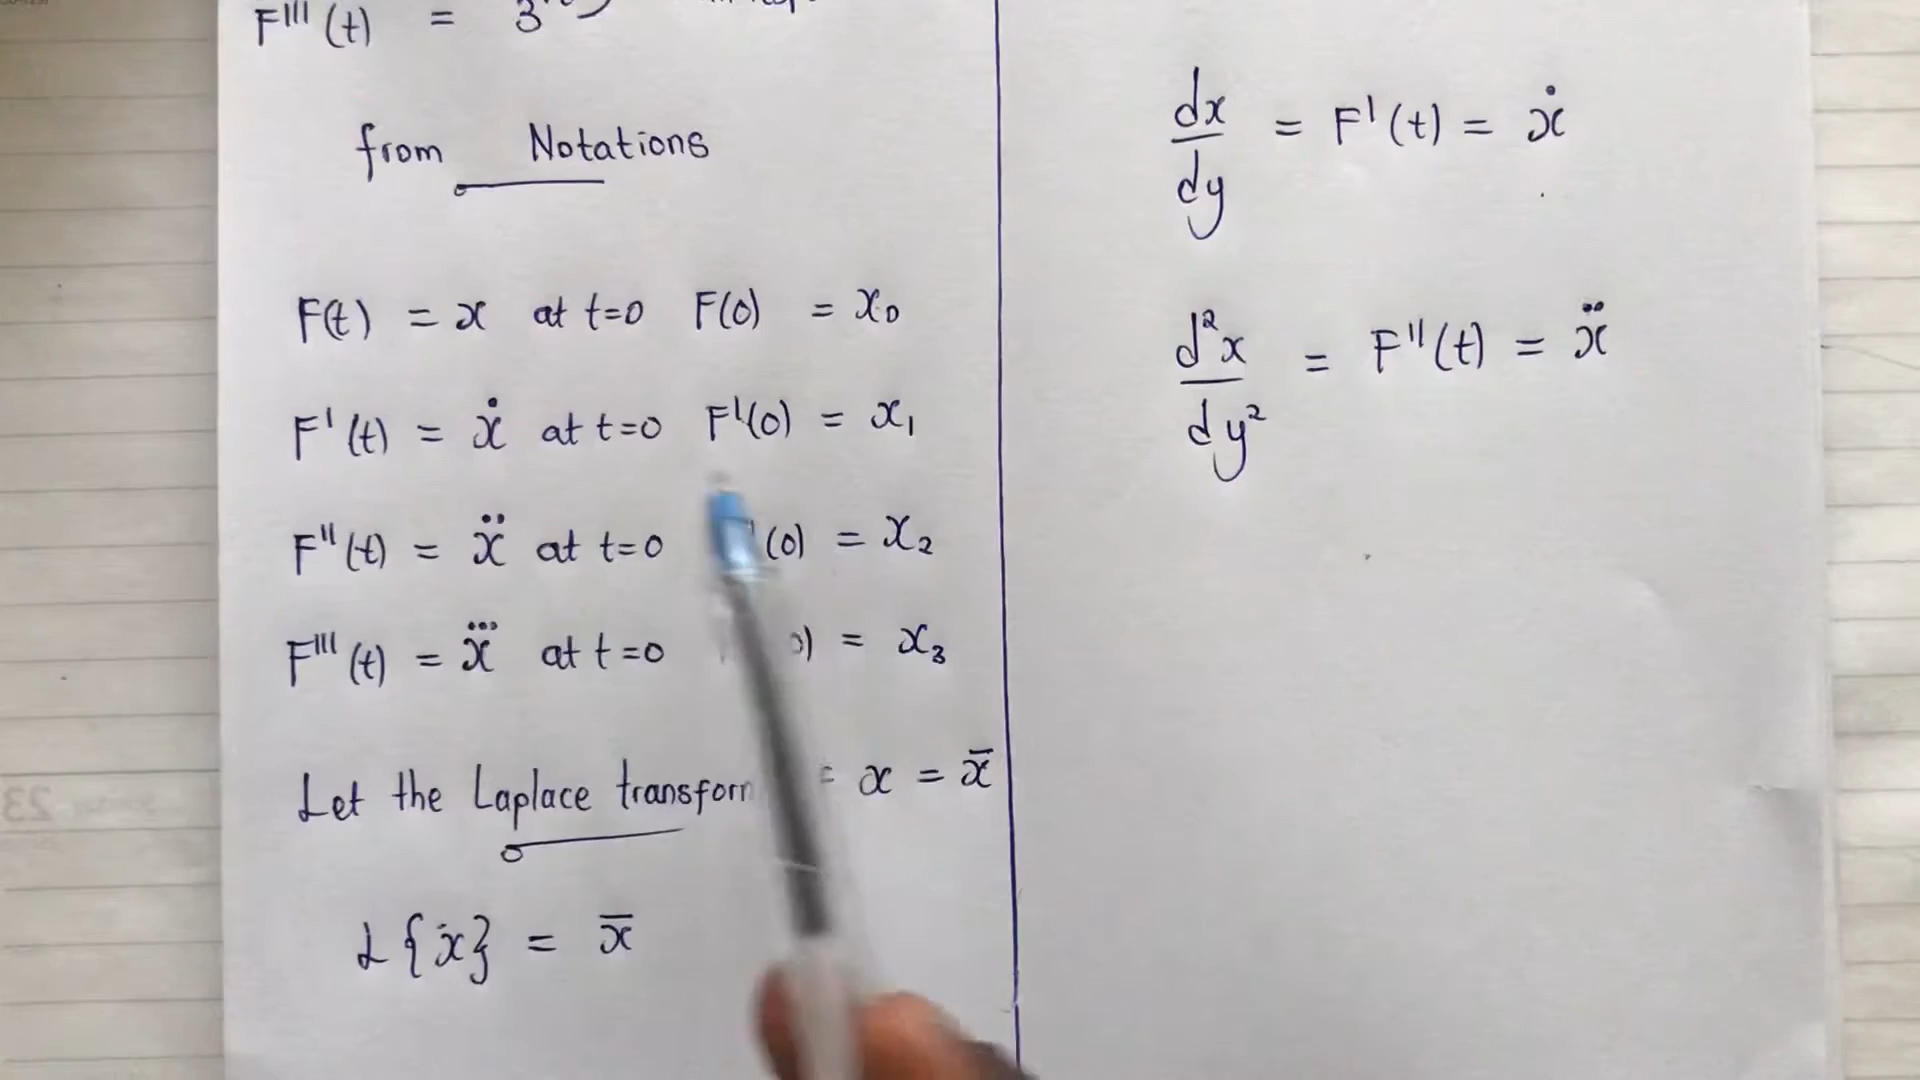 F'''(t) = 3
from Notations
F(t) = x at t=0 F(0) = x₀
F'(t) = ẋ at t=0 F'(0) = x₁
F''(t) = ẍ at t=0 (0) = x₂
F'''(t) = x⃛ at t=0 ) = x₃
Let the Laplace transform = x = x̄
ℒ{x} = x̄
dx/dy = F'(t) = ẋ
d²x/dy² = F''(t) = ẍ